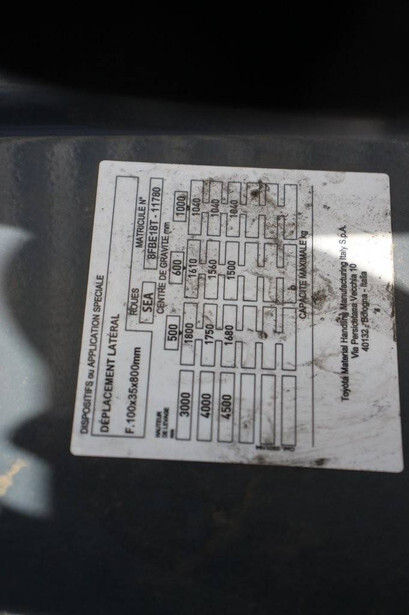 DISPOSITIFS ou APPLICATION SPECIALE
DÉPLACEMENT LATÉRAL
F.100x35x800mm
ROUES
SEA
MATRICULE N°
8FBE18T - 11780
HAUTEUR DE LEVAGE mm
CENTRE DE GRAVITE - mm
500 600 1000
3000 1800 1610 1040
4000 1750 1560 1040
4500 1680 1500 1040
CAPACITE MAXIMALE kg
Toyota Material Handling Manufacturing Italy S.p.A.
Via Persicetana Vecchia 10
40132 - Bologna - Italia